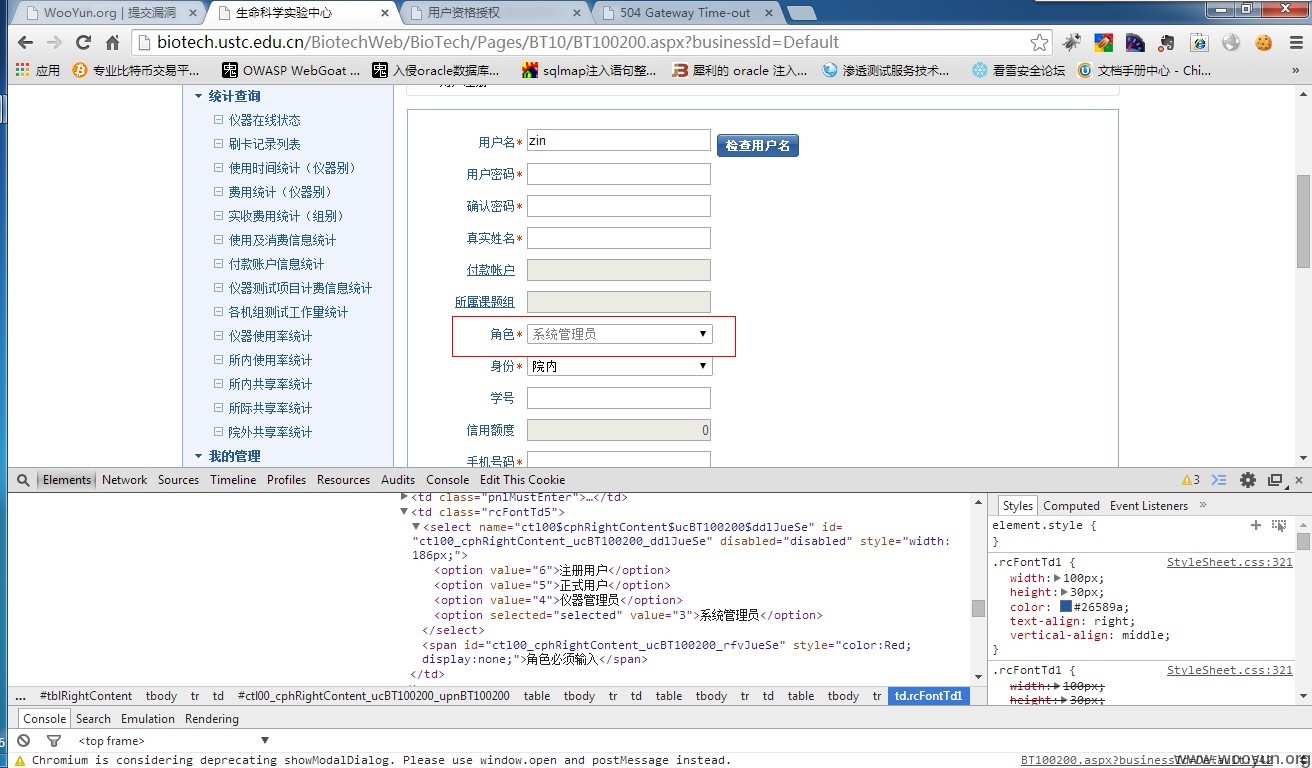 WooYun.org | 提交漏洞
生命科学实验中心
用户资格授权
504 Gateway Time-out
biotech.ustc.edu.cn/BiotechWeb/BioTech/Pages/BT10/BT100200.aspx?businessId=Default
应用
专业比特币交易平...
OWASP WebGoat ...
入侵oracle数据库...
sqlmap注入语句整...
犀利的 oracle 注入...
渗透测试服务技术...
看雪安全论坛
文档手册中心 - Chi...
»
统计查询
仪器在线状态
刷卡记录列表
使用时间统计（仪器别）
费用统计（仪器别）
实收费用统计（组别）
使用及消费信息统计
付款账户信息统计
仪器测试项目计费信息统计
各机组测试工作量统计
仪器使用率统计
所内使用率统计
所内共享率统计
所际共享率统计
院外共享率统计
我的管理
用户名* zin 检查用户名
用户密码*
确认密码*
真实姓名*
付款帐户
所属课题组
角色* 系统管理员
身份* 院内
学号
信用额度 0
手机号码*
Elements Network Sources Timeline Profiles Resources Audits Console Edit This Cookie
3
<td class="pnlMustEnter">…</td>
<td class="rcFontTd5">
<select name="ctl00$cphRightContent$ucBT100200$ddlJueSe" id=
"ctl00_cphRightContent_ucBT100200_ddlJueSe" disabled="disabled" style="width:
186px;">
<option value="6">注册用户</option>
<option value="5">正式用户</option>
<option value="4">仪器管理员</option>
<option selected="selected" value="3">系统管理员</option>
</select>
<span id="ctl00_cphRightContent_ucBT100200_rfvJueSe" style="color:Red;
display:none;">角色必须输入</span>
</td>
Styles Computed Event Listeners »
element.style {
}
.rcFontTd1 { StyleSheet.css:321
width: 100px;
height: 30px;
color: #26589a;
text-align: right;
vertical-align: middle;
}
.rcFontTd1 { StyleSheet.css:321
width: 100px;
height: 30px;
... #tblRightContent tbody tr td #ctl00_cphRightContent_ucBT100200_upnBT100200 table tbody tr td table tbody tr td table tbody tr td.rcFontTd1
Console Search Emulation Rendering
<top frame>
Chromium is considering deprecating showModalDialog. Please use window.open and postMessage instead.
www.wooyun.org